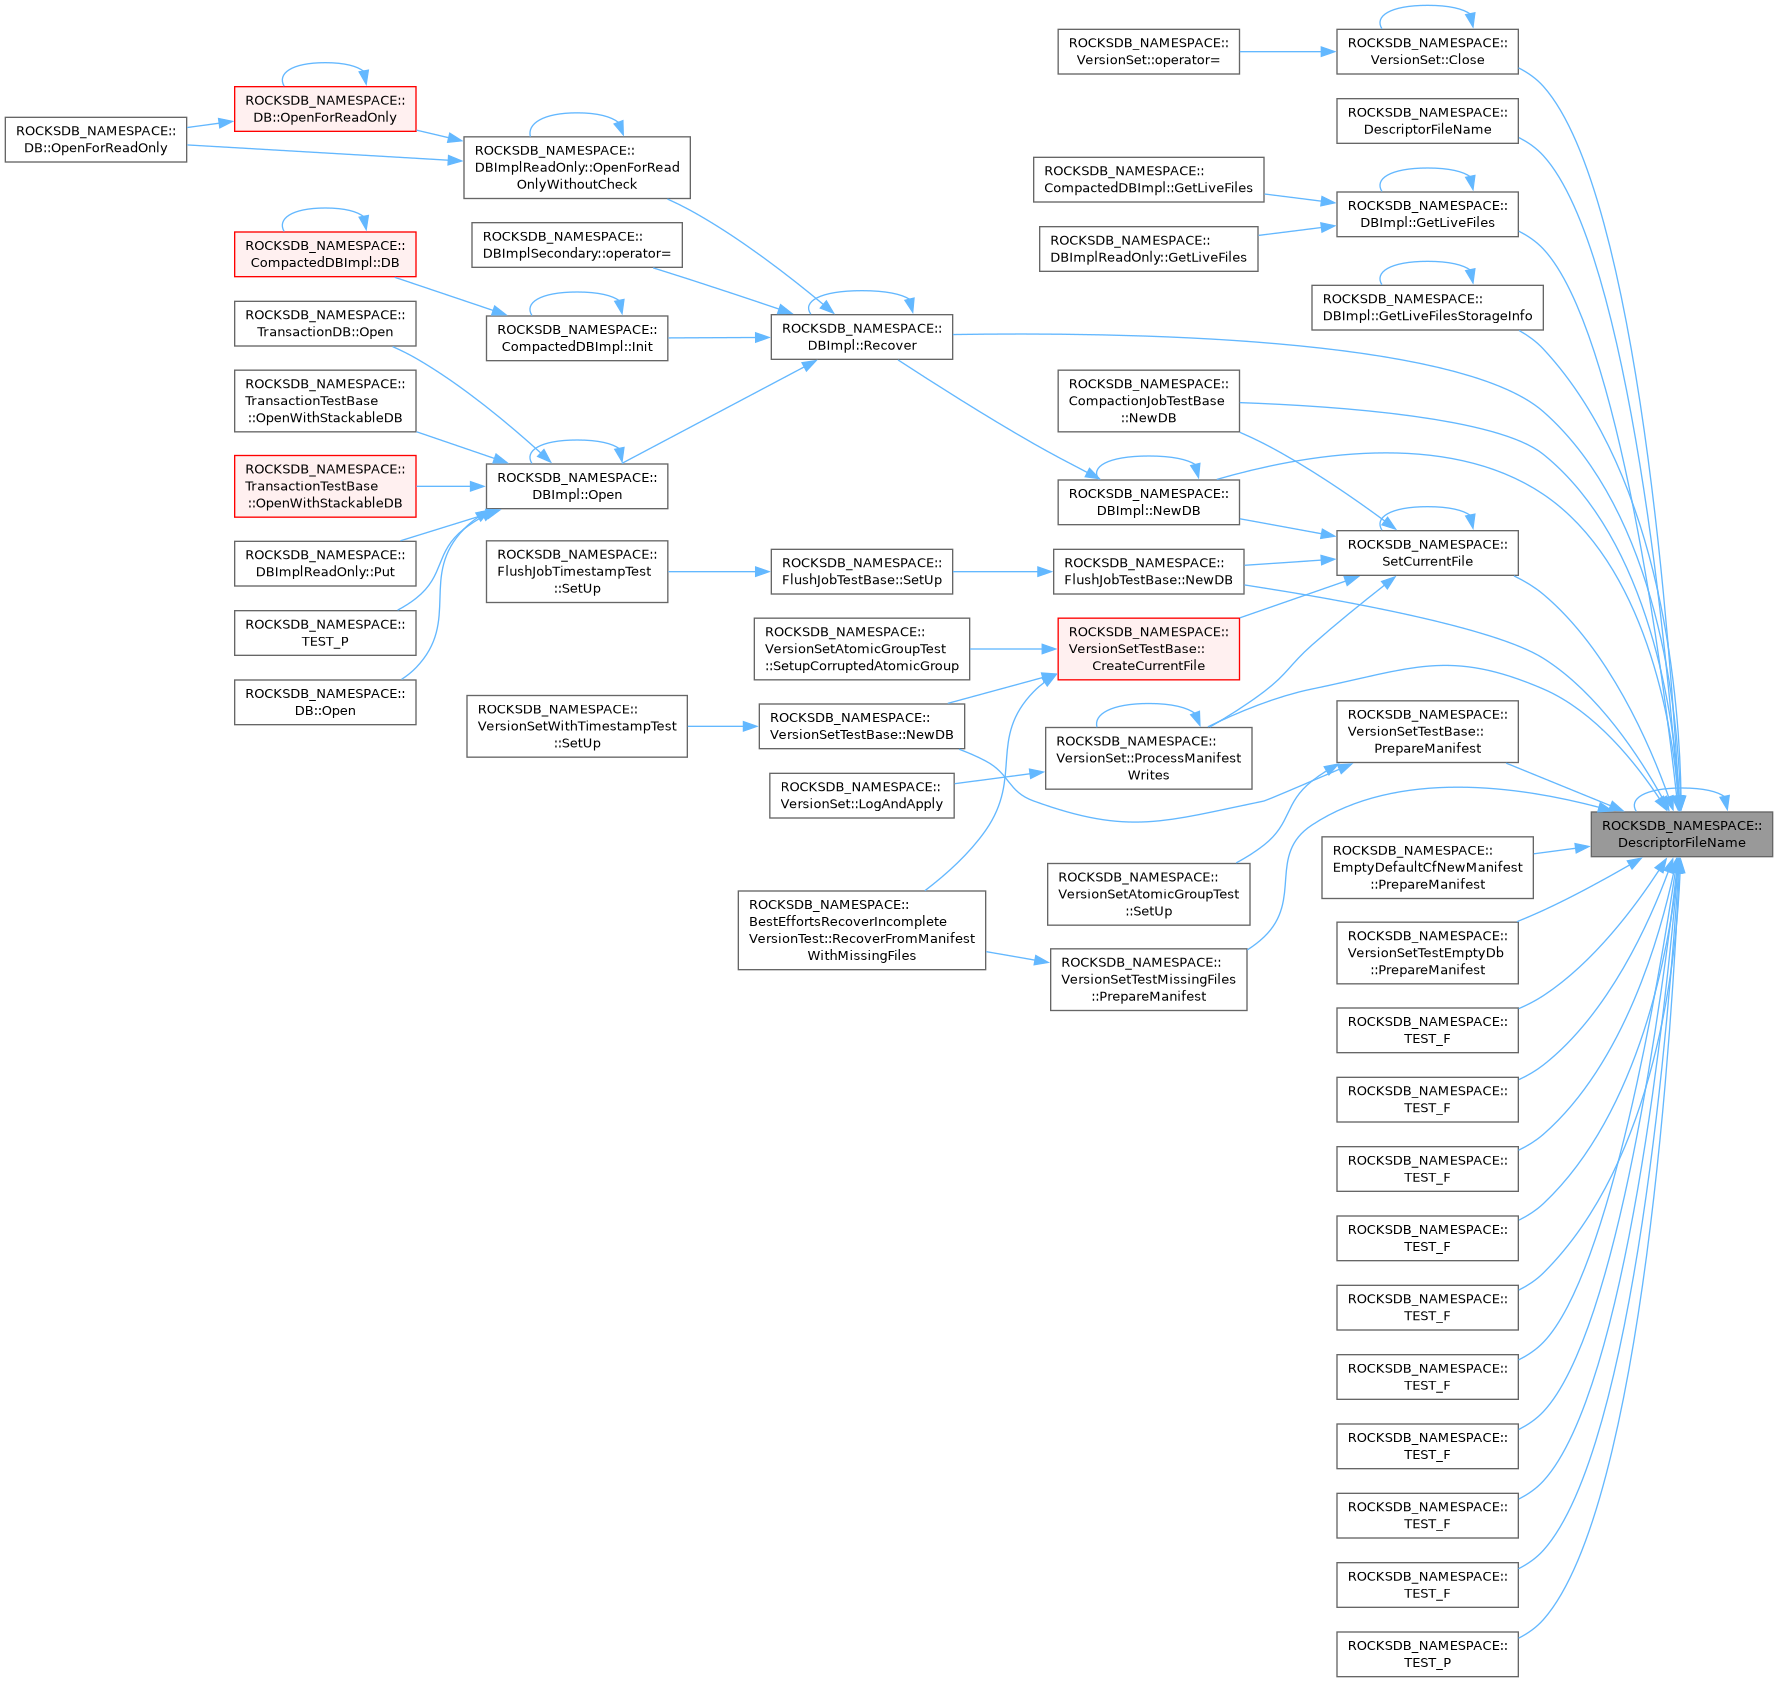 ROCKSDB_NAMESPACE::
DB::OpenForReadOnly
ROCKSDB_NAMESPACE::
DB::OpenForReadOnly
ROCKSDB_NAMESPACE::
CompactedDBImpl::DB
ROCKSDB_NAMESPACE::
TransactionDB::Open
ROCKSDB_NAMESPACE::
TransactionTestBase
::OpenWithStackableDB
ROCKSDB_NAMESPACE::
TransactionTestBase
::OpenWithStackableDB
ROCKSDB_NAMESPACE::
DBImplReadOnly::Put
ROCKSDB_NAMESPACE::
TEST_P
ROCKSDB_NAMESPACE::
DB::Open
ROCKSDB_NAMESPACE::
DBImplReadOnly::OpenForRead
OnlyWithoutCheck
ROCKSDB_NAMESPACE::
DBImplSecondary::operator=
ROCKSDB_NAMESPACE::
CompactedDBImpl::Init
ROCKSDB_NAMESPACE::
DBImpl::Open
ROCKSDB_NAMESPACE::
FlushJobTimestampTest
::SetUp
ROCKSDB_NAMESPACE::
VersionSetWithTimestampTest
::SetUp
ROCKSDB_NAMESPACE::
DBImpl::Recover
ROCKSDB_NAMESPACE::
FlushJobTestBase::SetUp
ROCKSDB_NAMESPACE::
VersionSetAtomicGroupTest
::SetupCorruptedAtomicGroup
ROCKSDB_NAMESPACE::
VersionSetTestBase::NewDB
ROCKSDB_NAMESPACE::
VersionSet::LogAndApply
ROCKSDB_NAMESPACE::
BestEffortsRecoverIncomplete
VersionTest::RecoverFromManifest
WithMissingFiles
ROCKSDB_NAMESPACE::
VersionSet::operator=
ROCKSDB_NAMESPACE::
CompactedDBImpl::GetLiveFiles
ROCKSDB_NAMESPACE::
DBImplReadOnly::GetLiveFiles
ROCKSDB_NAMESPACE::
CompactionJobTestBase
::NewDB
ROCKSDB_NAMESPACE::
DBImpl::NewDB
ROCKSDB_NAMESPACE::
FlushJobTestBase::NewDB
ROCKSDB_NAMESPACE::
VersionSetTestBase::
CreateCurrentFile
ROCKSDB_NAMESPACE::
VersionSet::ProcessManifest
Writes
ROCKSDB_NAMESPACE::
VersionSetAtomicGroupTest
::SetUp
ROCKSDB_NAMESPACE::
VersionSetTestMissingFiles
::PrepareManifest
ROCKSDB_NAMESPACE::
VersionSet::Close
ROCKSDB_NAMESPACE::
DescriptorFileName
ROCKSDB_NAMESPACE::
DBImpl::GetLiveFiles
ROCKSDB_NAMESPACE::
DBImpl::GetLiveFilesStorageInfo
ROCKSDB_NAMESPACE::
SetCurrentFile
ROCKSDB_NAMESPACE::
VersionSetTestBase::
PrepareManifest
ROCKSDB_NAMESPACE::
EmptyDefaultCfNewManifest
::PrepareManifest
ROCKSDB_NAMESPACE::
VersionSetTestEmptyDb
::PrepareManifest
ROCKSDB_NAMESPACE::
TEST_F
ROCKSDB_NAMESPACE::
TEST_F
ROCKSDB_NAMESPACE::
TEST_F
ROCKSDB_NAMESPACE::
TEST_F
ROCKSDB_NAMESPACE::
TEST_F
ROCKSDB_NAMESPACE::
TEST_F
ROCKSDB_NAMESPACE::
TEST_F
ROCKSDB_NAMESPACE::
TEST_F
ROCKSDB_NAMESPACE::
TEST_F
ROCKSDB_NAMESPACE::
TEST_P
ROCKSDB_NAMESPACE::
DescriptorFileName